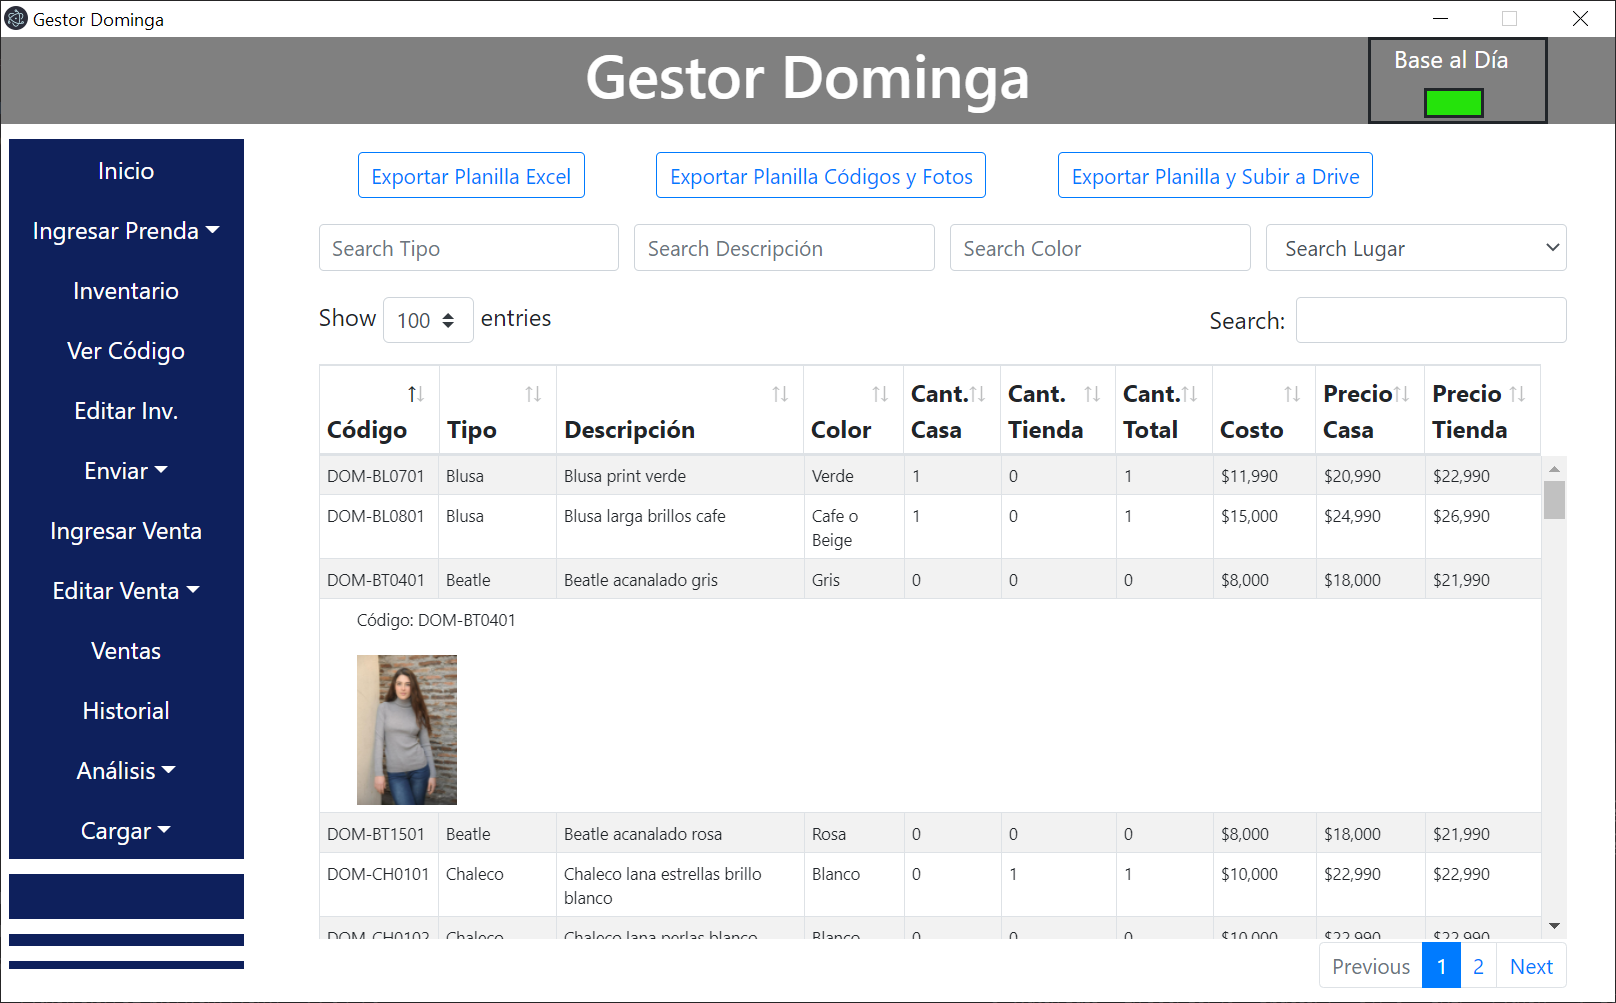 Gestor Dominga
Gestor Dominga
Base al Día
Inicio
Ingresar Prenda
Inventario
Ver Código
Editar Inv.
Enviar
Ingresar Venta
Editar Venta
Ventas
Historial
Análisis
Cargar
Exportar Planilla Excel
Exportar Planilla Códigos y Fotos
Exportar Planilla y Subir a Drive
Search Tipo
Search Descripción
Search Color
Search Lugar
Show 100 entries
Search:
Código Tipo Descripción Color Cant. Casa Cant. Tienda Cant. Total Costo Precio Casa Precio Tienda
DOM-BL0701 Blusa Blusa print verde Verde 1 0 1 $11,990 $20,990 $22,990
DOM-BL0801 Blusa Blusa larga brillos cafe Cafe o Beige 1 0 1 $15,000 $24,990 $26,990
DOM-BT0401 Beatle Beatle acanalado gris Gris 0 0 0 $8,000 $18,000 $21,990
Código: DOM-BT0401
DOM-BT1501 Beatle Beatle acanalado rosa Rosa 0 0 0 $8,000 $18,000 $21,990
DOM-CH0101 Chaleco Chaleco lana estrellas brillo blanco Blanco 0 1 1 $10,000 $22,990 $22,990
DOM-CH0102 Chaleco Chaleco lana perlas blanco Blanco 0 0 0 $10,000 $22,990 $22,990
Previous 1 2 Next